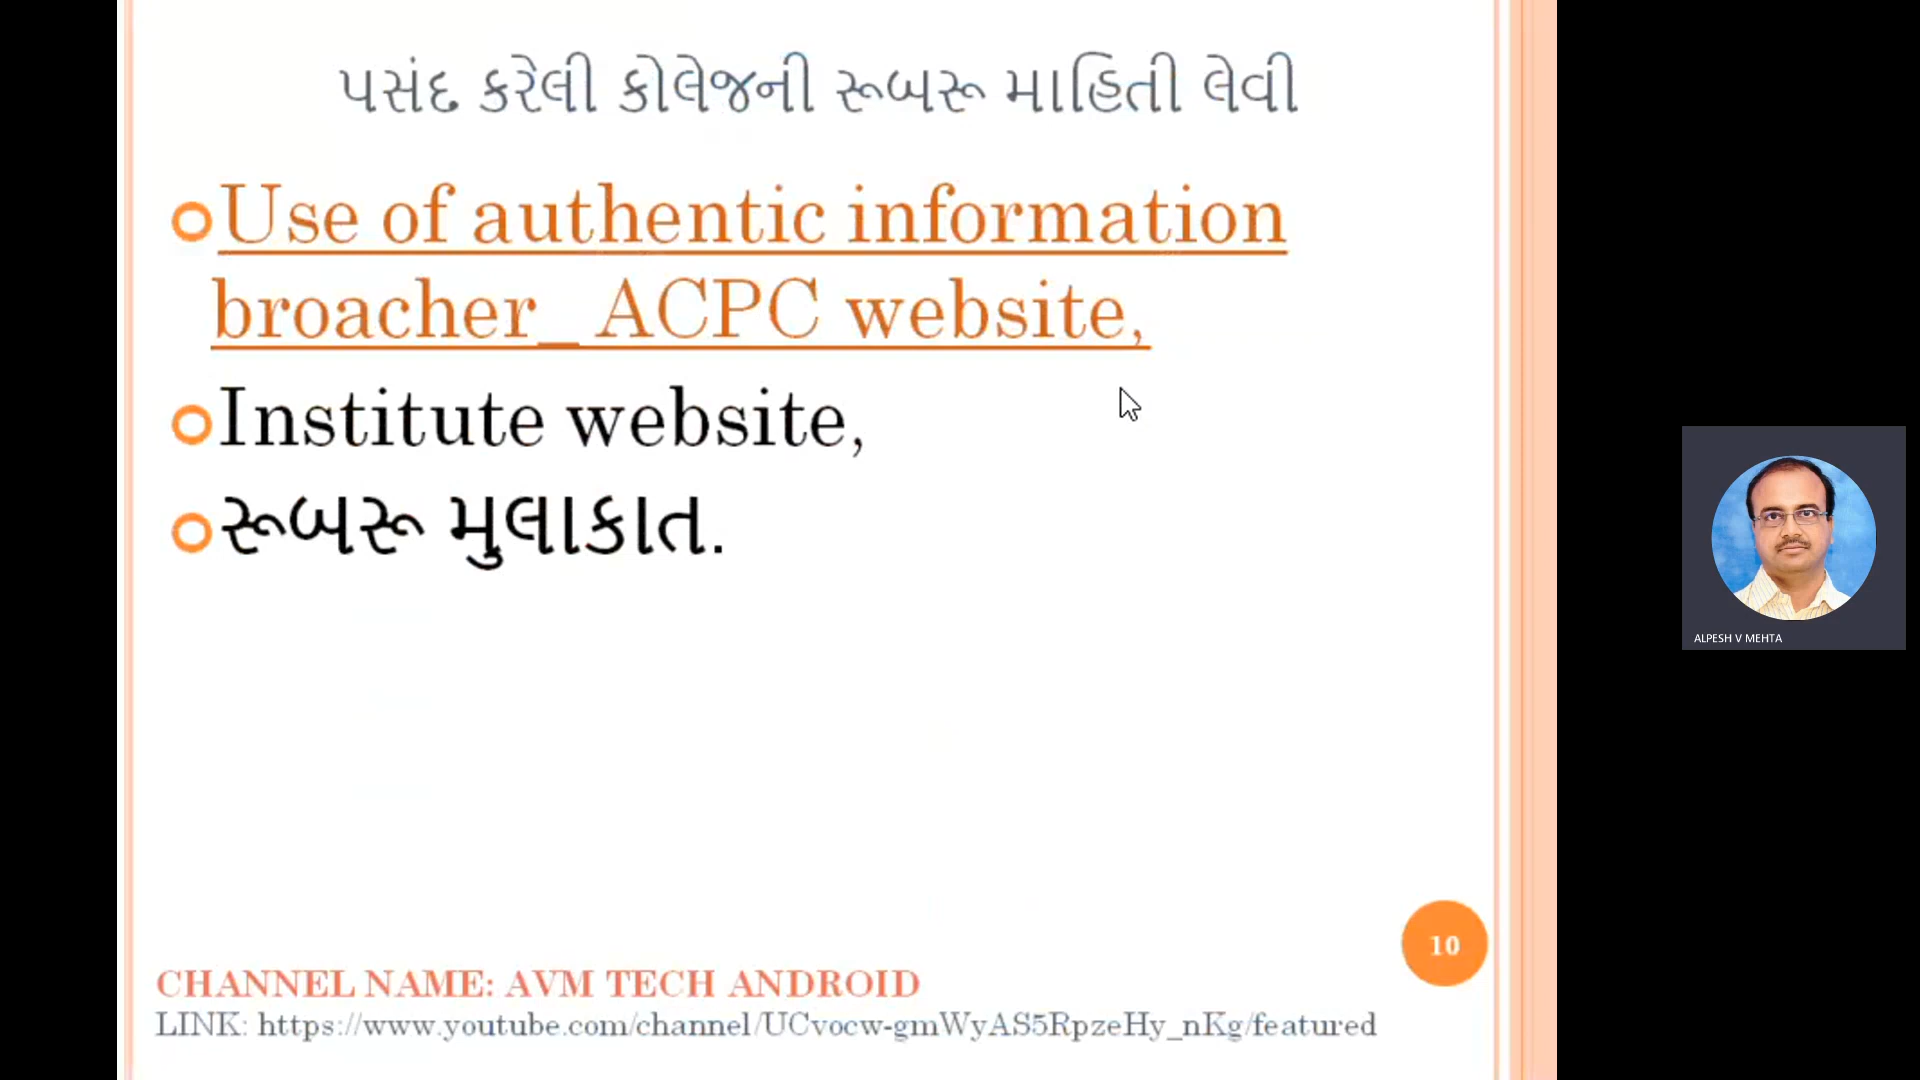 પસંદ કરેલી કોલેજની રૂબરૂ માહિતી લેવી
Use of authentic information
broacher_ ACPC website,
Institute website,
રૂબરૂ મુલાકાત.
ALPESH V MEHTA
10
CHANNEL NAME: AVM TECH ANDROID
LINK: https://www.youtube.com/channel/UCvocw-gmWyAS5RpzeHy_nKg/featured